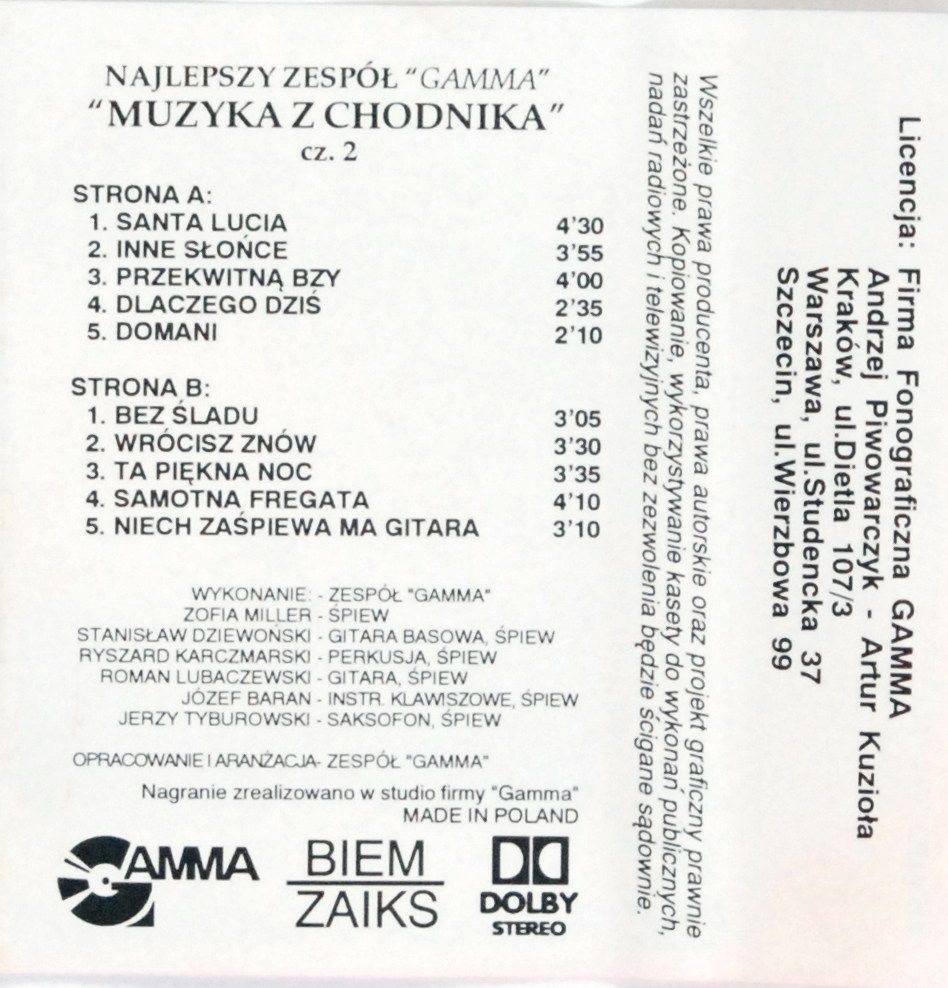 NAJLEPSZY ZESPÓŁ "GAMMA"
"MUZYKA Z CHODNIKA"
cz. 2
STRONA A:
1. SANTA LUCIA 4'30
2. INNE SŁOŃCE 3'55
3. PRZEKWITNĄ BZY 4'00
4. DLACZEGO DZIŚ 2'35
5. DOMANI 2'10
STRONA B:
1. BEZ ŚLADU 3'05
2. WRÓCISZ ZNÓW 3'30
3. TA PIĘKNA NOC 3'35
4. SAMOTNA FREGATA 4'10
5. NIECH ZAŚPIEWA MA GITARA 3'10
WYKONANIE: - ZESPÓŁ "GAMMA"
ZOFIA MILLER - ŚPIEW
STANISŁAW DZIEWOŃSKI - GITARA BASOWA, ŚPIEW
RYSZARD KARCZMARSKI - PERKUSJA, ŚPIEW
ROMAN LUBACZEWSKI - GITARA, ŚPIEW
JÓZEF BARAN - INSTR. KLAWISZOWE, ŚPIEW
JERZY TYBUROWSKI - SAKSOFON, ŚPIEW
OPRACOWANIE I ARANŻACJA- ZESPÓŁ "GAMMA"
Nagranie zrealizowano w studio firmy "Gamma"
MADE IN POLAND
GAMMA
BIEM
ZAIKS
DOLBY
STEREO
Wszelkie prawa producenta, prawa autorskie oraz projekt graficzny prawnie
zastrzeżone. Kopiowanie, wykorzystywanie kasety do wykonań publicznych,
nadań radiowych i telewizyjnych bez zezwolenia będzie ścigane sądownie.
Licencja: Firma Fonograficzna GAMMA
Andrzej Piwowarczyk - Artur Kuzioła
Kraków, ul.Dietla 107/3
Warszawa, ul.Studencka 37
Szczecin, ul.Wierzbowa 99